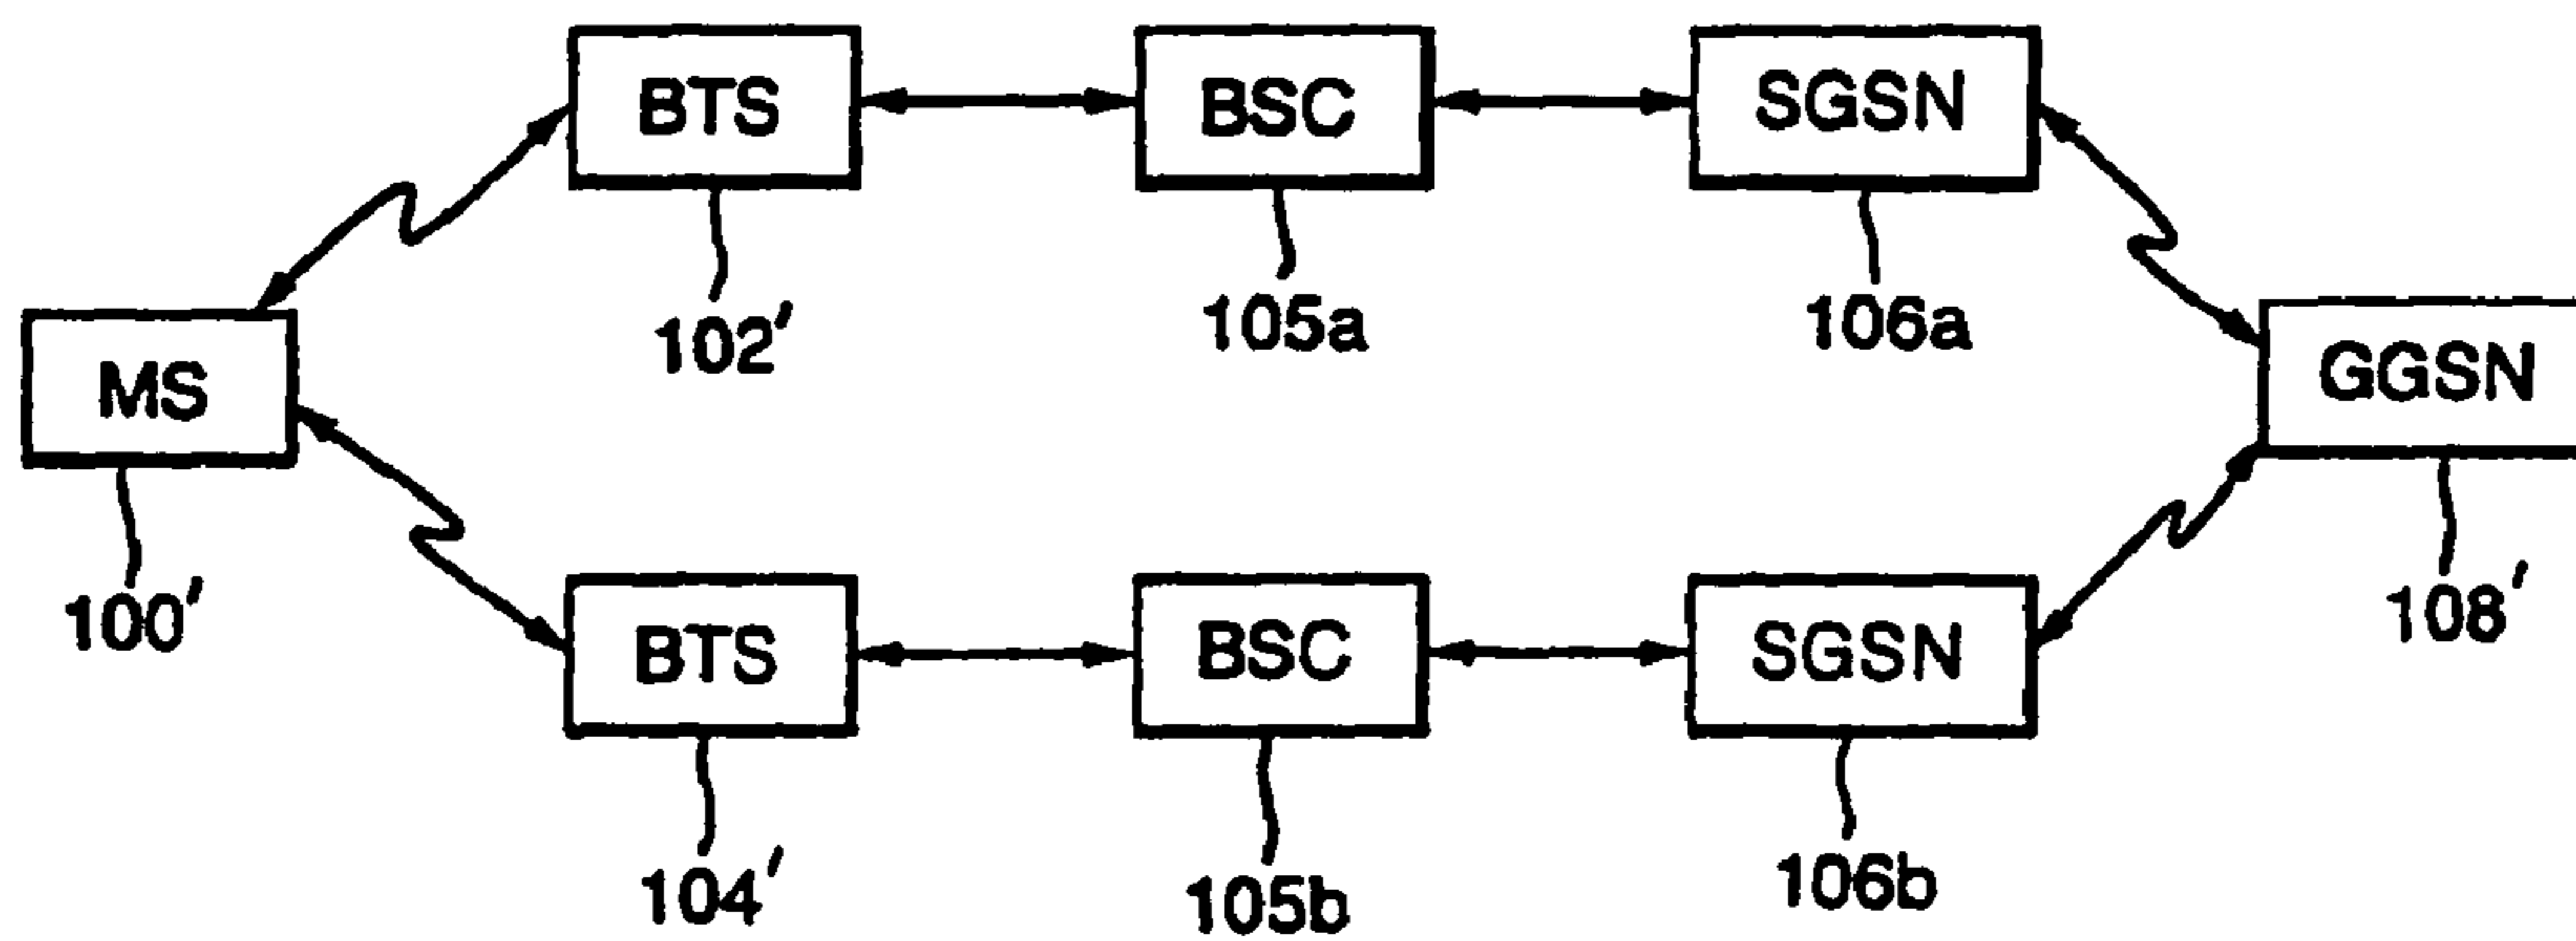 BTS BSC SGSN
102' 105a 106a
MS GGSN
100' 108'
BTS BSC SGSN
104' 105b 106b